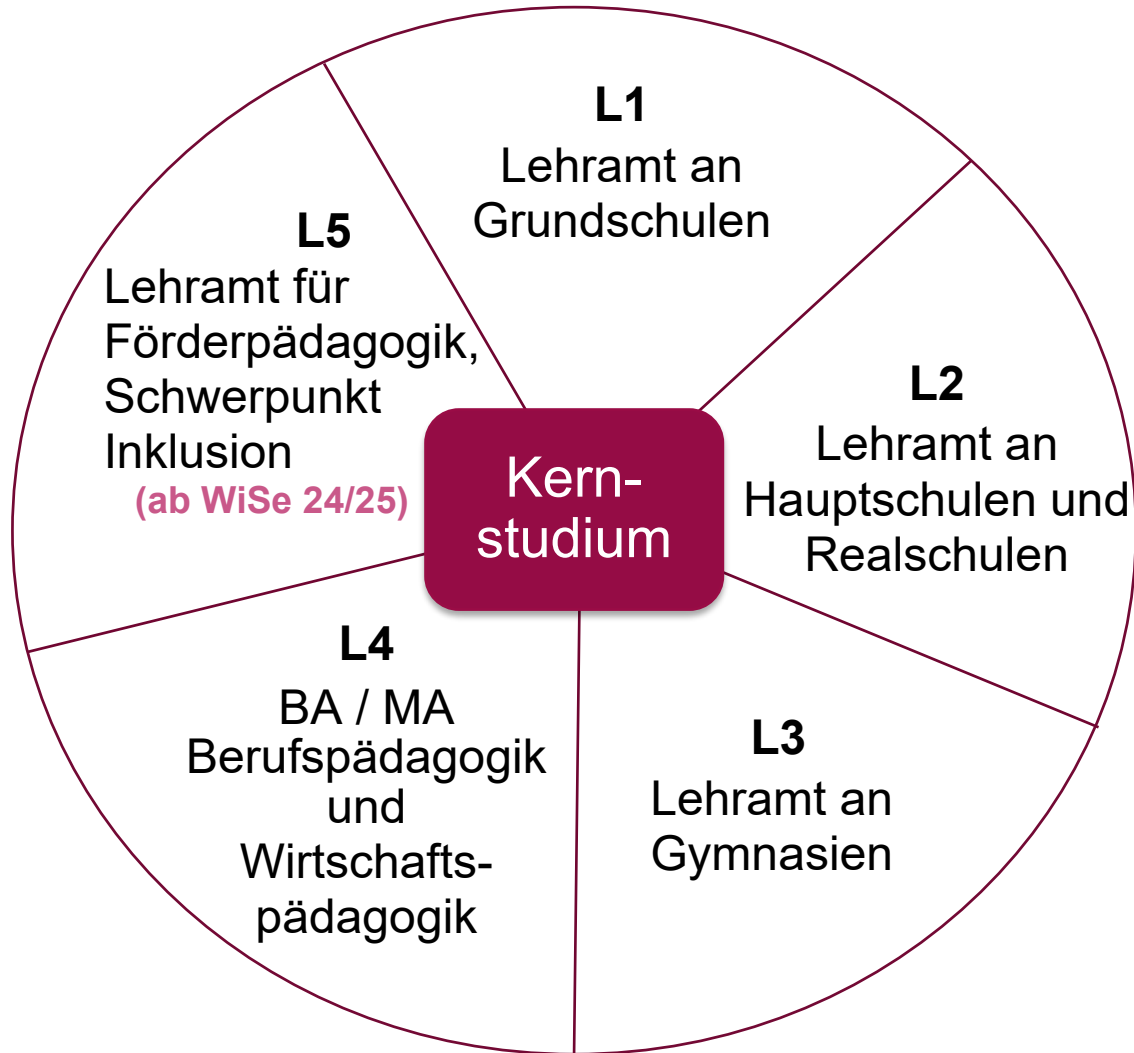 L1
Lehramt an
Grundschulen
L2
Lehramt an
Hauptschulen und
Realschulen
L3
Lehramt an
Gymnasien
L4
BA / MA
Berufspädagogik
und
Wirtschafts-
pädagogik
L5
Lehramt für
Förderpädagogik,
Schwerpunkt
Inklusion
(ab WiSe 24/25)
Kern-
studium